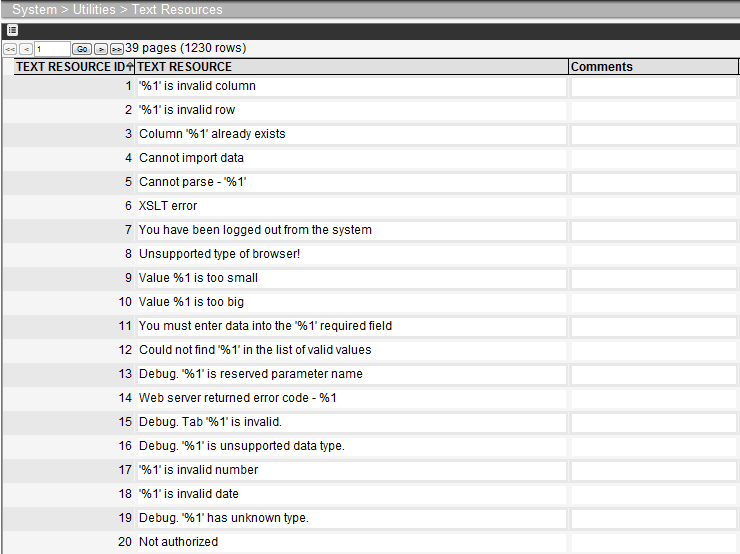 System > Utilities > Text Resources
<< < 1 Go > >> 39 pages (1230 rows)
TEXT RESOURCE ID TEXT RESOURCE Comments
1 '%1' is invalid column
2 '%1' is invalid row
3 Column '%1' already exists
4 Cannot import data
5 Cannot parse - '%1'
6 XSLT error
7 You have been logged out from the system
8 Unsupported type of browser!
9 Value %1 is too small
10 Value %1 is too big
11 You must enter data into the '%1' required field
12 Could not find '%1' in the list of valid values
13 Debug. '%1' is reserved parameter name
14 Web server returned error code - %1
15 Debug. Tab '%1' is invalid.
16 Debug. '%1' is unsupported data type.
17 '%1' is invalid number
18 '%1' is invalid date
19 Debug. '%1' has unknown type.
20 Not authorized